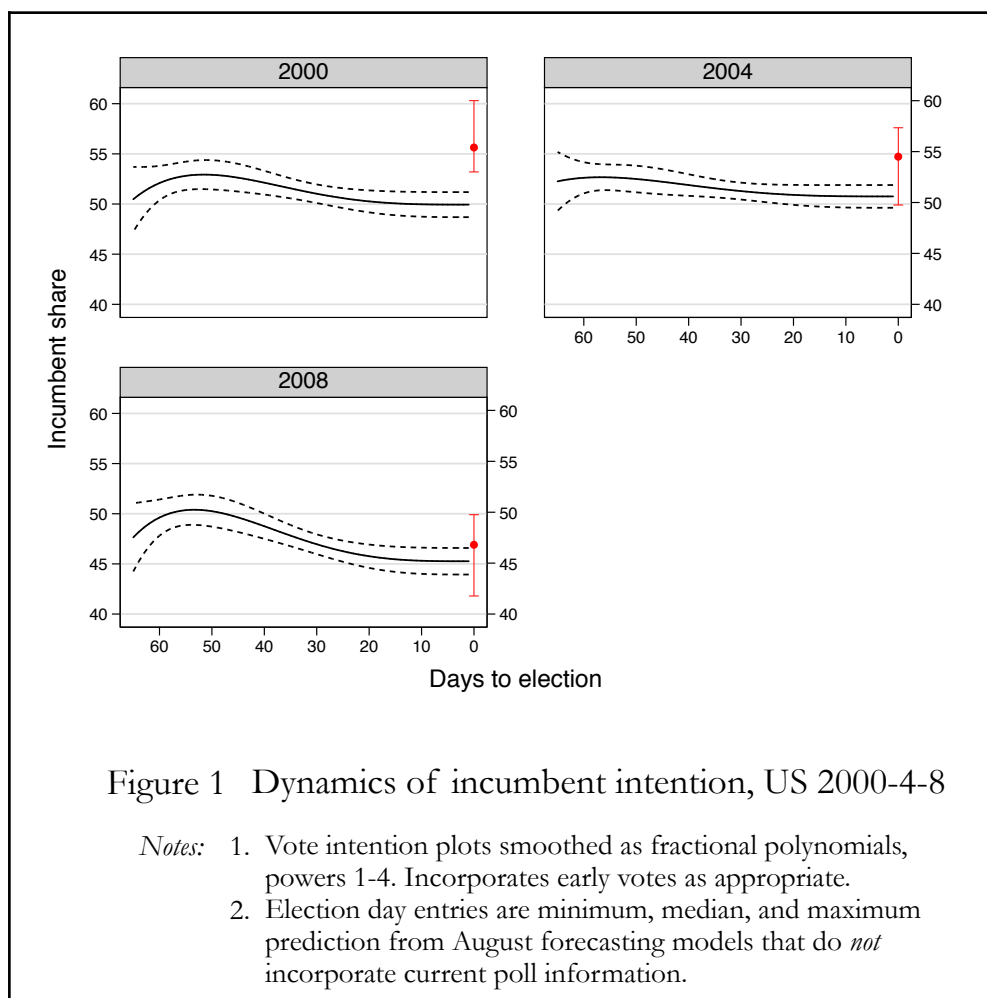 2000
2004
60
55
50
45
40
60
55
50
45
40
60 50 40 30 20 10 0
Incumbent share
2008
60
55
50
45
40
60
55
50
45
40
60 50 40 30 20 10 0
Days to election
Figure 1 Dynamics of incumbent intention, US 2000-4-8
Notes: 1. Vote intention plots smoothed as fractional polynomials,
powers 1-4. Incorporates early votes as appropriate.
2. Election day entries are minimum, median, and maximum
prediction from August forecasting models that do not
incorporate current poll information.